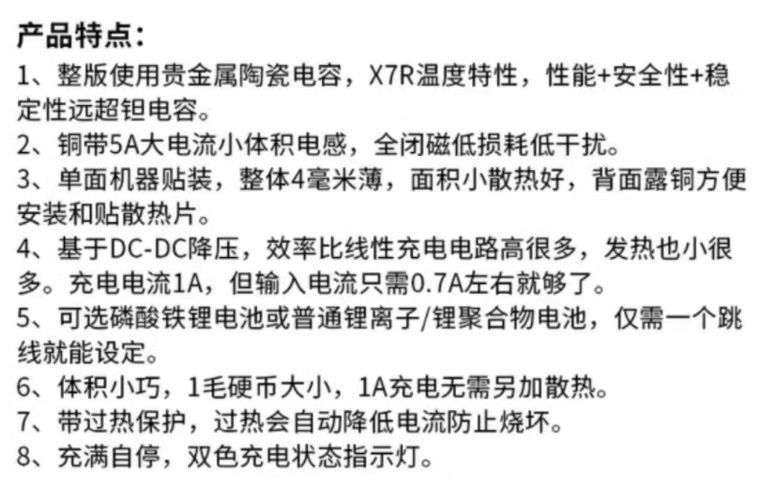 产品特点：
1、整版使用贵金属陶瓷电容，X7R温度特性，性能+安全性+稳
定性远超钽电容。
2、铜带5A大电流小体积电感，全闭磁低损耗低干扰。
3、单面机器贴装，整体4毫米薄，面积小散热好，背面露铜方便
安装和贴散热片。
4、基于DC-DC降压，效率比线性充电电路高很多，发热也小很
多。充电电流1A，但输入电流只需0.7A左右就够了。
5、可选磷酸铁锂电池或普通锂离子/锂聚合物电池，仅需一个跳
线就能设定。
6、体积小巧，1毛硬币大小，1A充电无需另加散热。
7、带过热保护，过热会自动降低电流防止烧坏。
8、充满自停，双色充电状态指示灯。